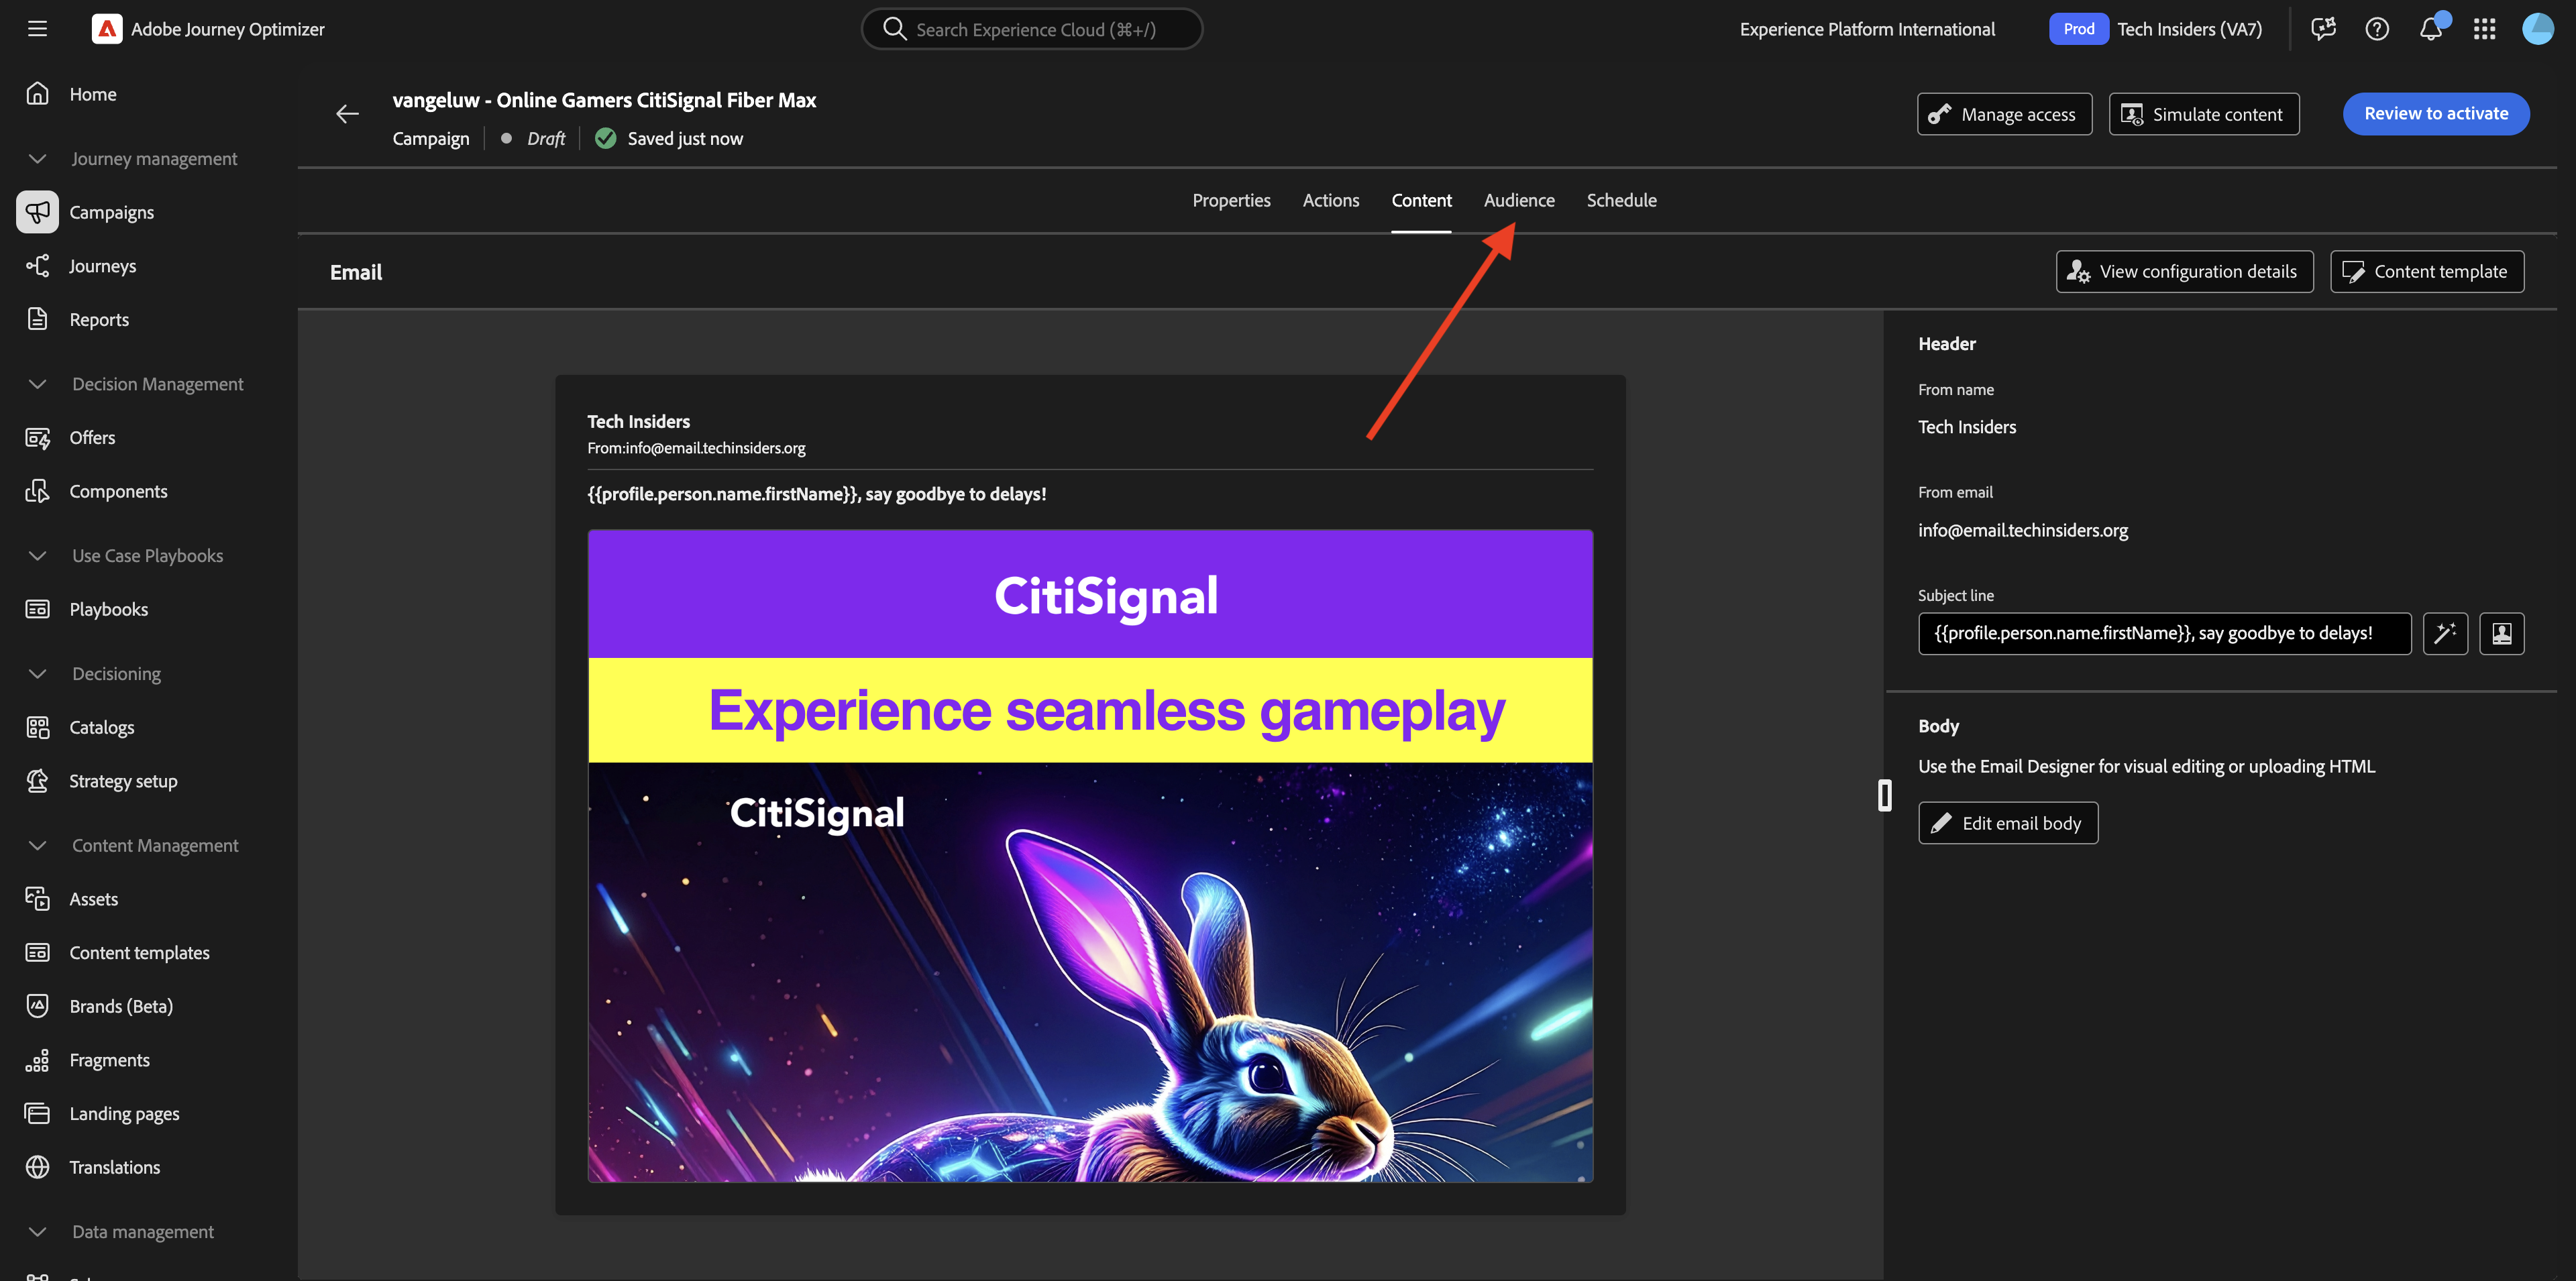 Adobe Journey Optimizer
Search Experience Cloud (⌘+/)
Experience Platform International
Prod
Tech Insiders (VA7)
Home
Journey management
Campaigns
Journeys
Reports
Decision Management
Offers
Components
Use Case Playbooks
Playbooks
Decisioning
Catalogs
Strategy setup
Content Management
Assets
Content templates
Brands (Beta)
Fragments
Landing pages
Translations
Data management
vangeluw - Online Gamers CitiSignal Fiber Max
Campaign
Draft
Saved just now
Manage access
Simulate content
Review to activate
Properties
Actions
Content
Audience
Schedule
Email
View configuration details
Content template
Tech Insiders
From:info@email.techinsiders.org
{{profile.person.name.firstName}}, say goodbye to delays!
CitiSignal
Experience seamless gameplay
CitiSignal
Header
From name
Tech Insiders
From email
info@email.techinsiders.org
Subject line
{{profile.person.name.firstName}}, say goodbye to delays!
Body
Use the Email Designer for visual editing or uploading HTML
Edit email body